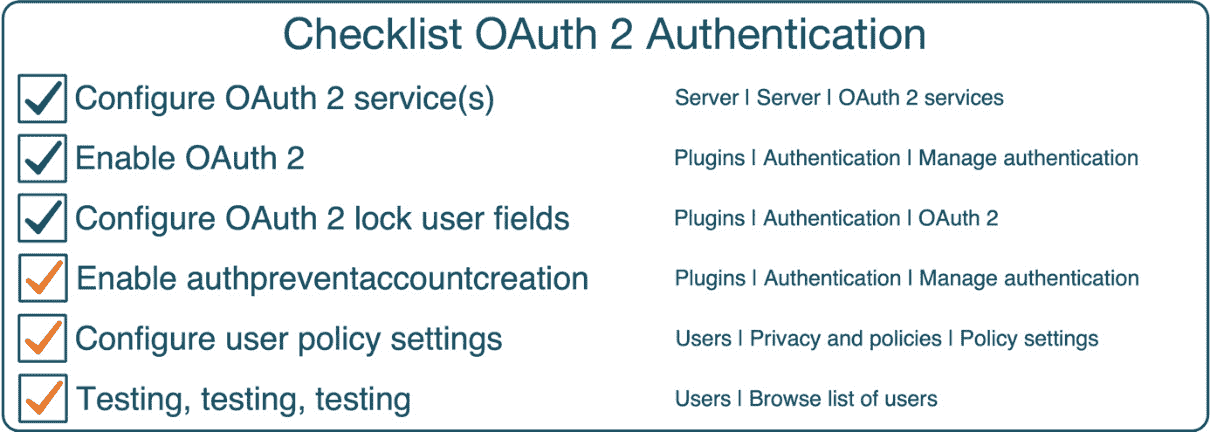 Checklist OAuth 2 Authentication
Configure OAuth 2 service(s) Server | Server | OAuth 2 services
Enable OAuth 2 Plugins | Authentication | Manage authentication
Configure OAuth 2 lock user fields Plugins | Authentication | OAuth 2
Enable authpreventaccountcreation Plugins | Authentication | Manage authentication
Configure user policy settings Users | Privacy and policies | Policy settings
Testing, testing, testing Users | Browse list of users